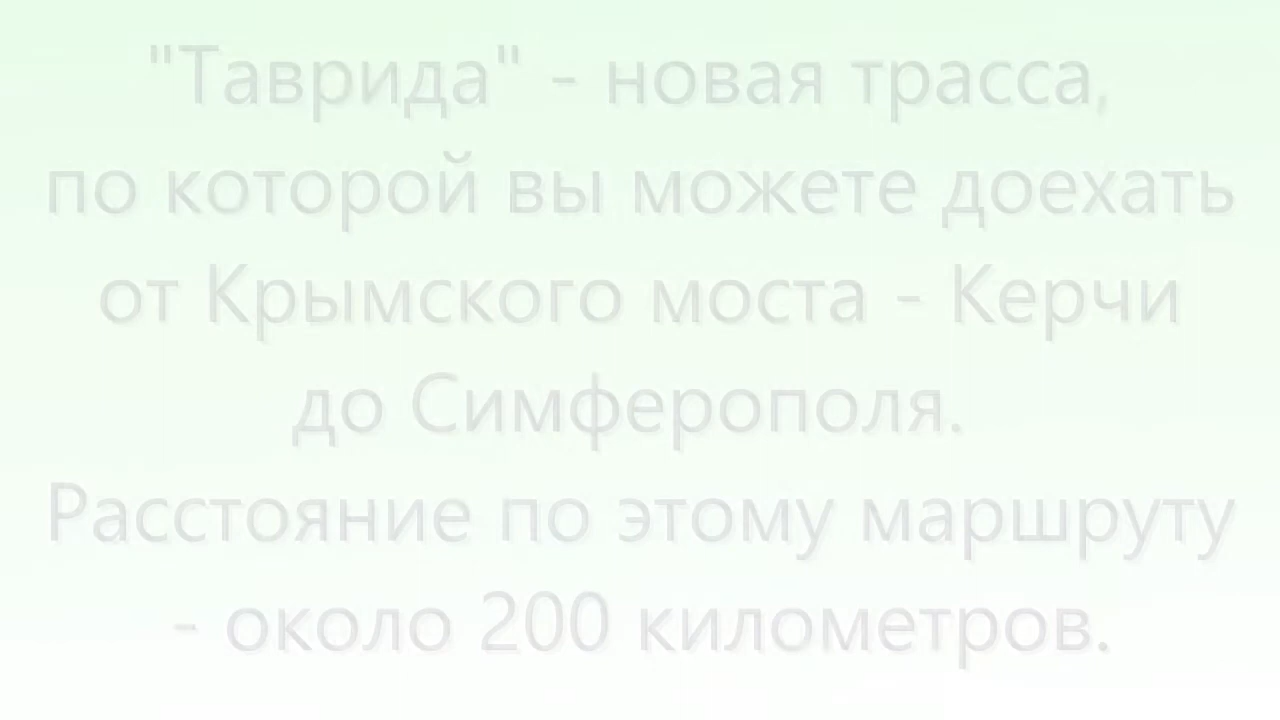 "Таврида" - новая трасса,
по которой вы можете доехать
от Крымского моста - Керчи
до Симферополя.
Расстояние по этому маршруту
- около 200 километров.